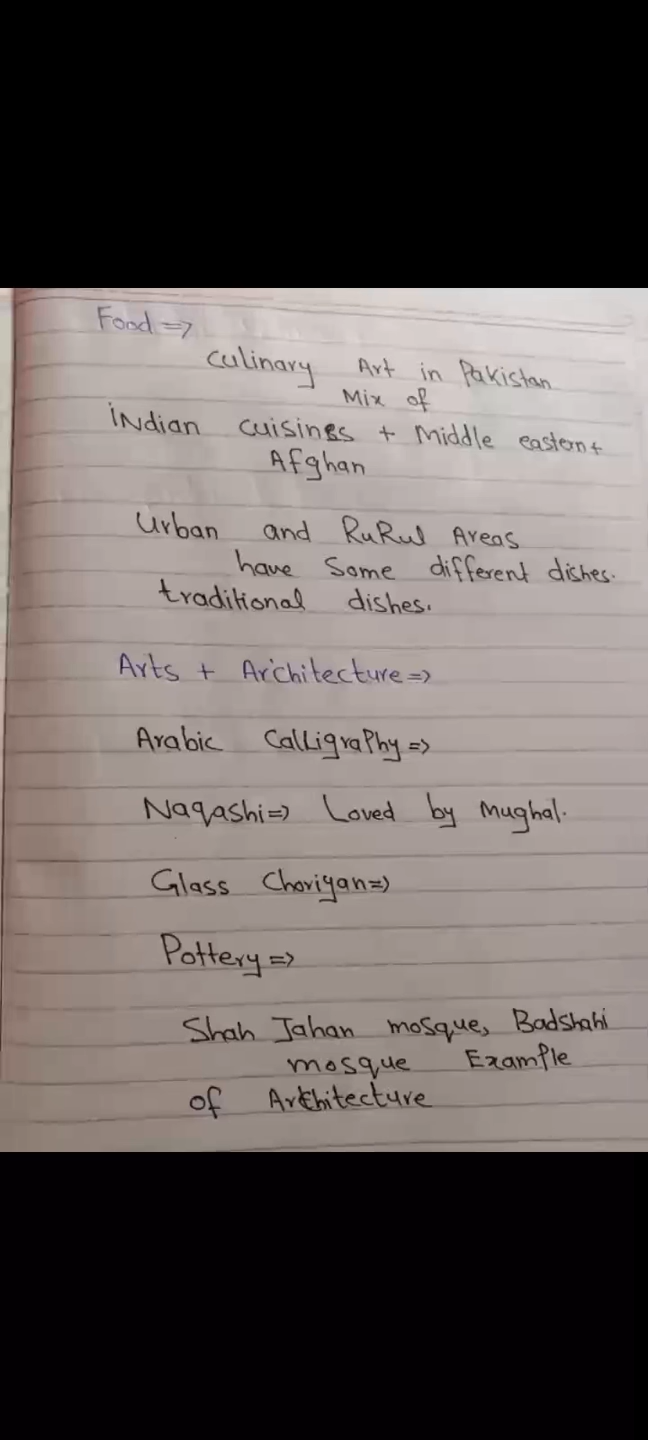 Food =>
Culinary Art in Pakistan
Mix of
iNdian cuisines + Middle eastern +
Afghan
Urban and RuRul Areas
have Some different dishes.
traditional dishes.
Arts + Architecture =>
Arabic Calligraphy =>
Naqashi => Loved by Mughal.
Glass Choriyan =>
Pottery =>
Shah Jahan mosque, Badshahi
mosque Example
of Architecture